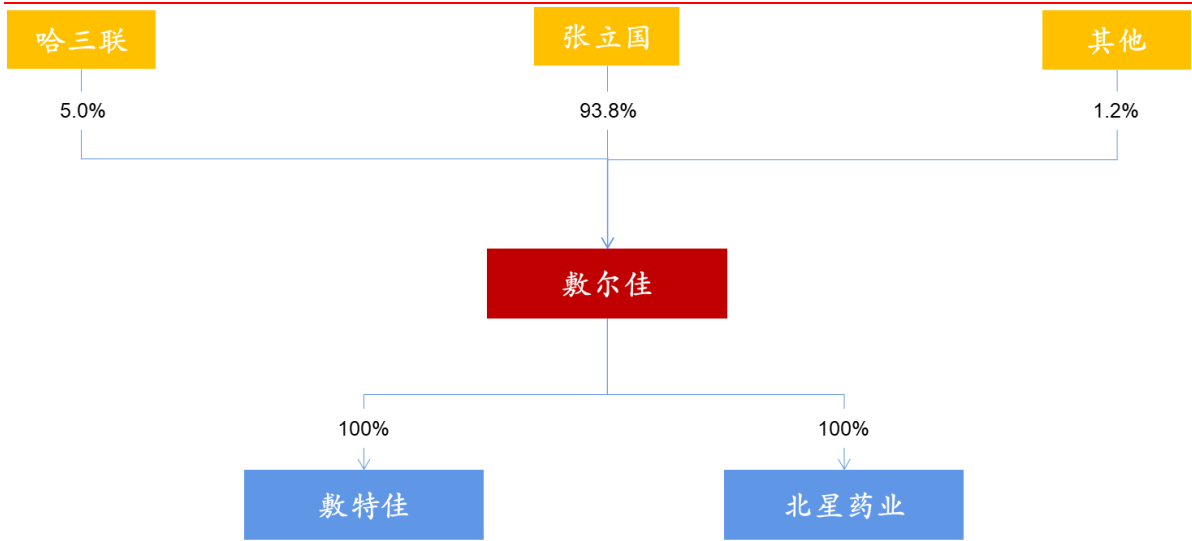 哈三联
张立国
其他
5.0%
93.8%
1.2%
敷尔佳
100%
100%
敷特佳
北星药业